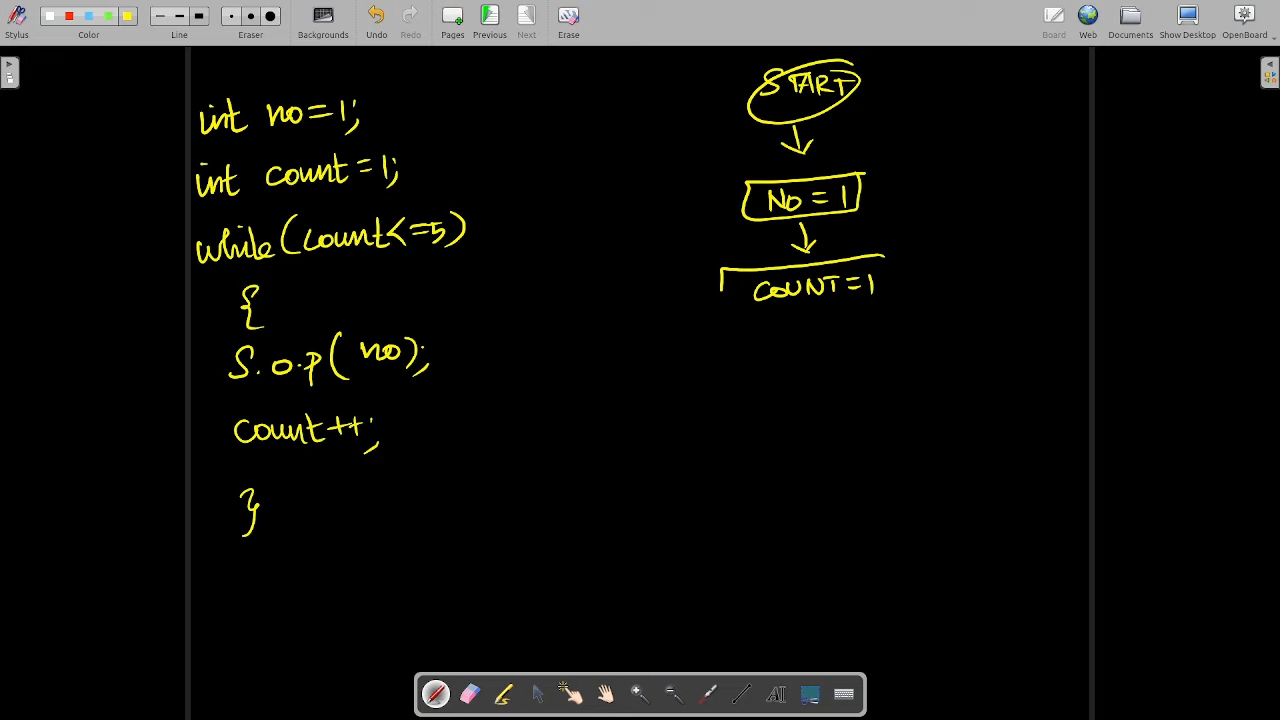 Stylus Color Line Eraser Backgrounds Undo Redo Pages Previous Next Erase Board Web Documents Show Desktop OpenBoard
int no=1;
int count=1;
while(count<=5)
{
S.o.p(no);
count++;
}
START
NO=1
COUNT=1
AI